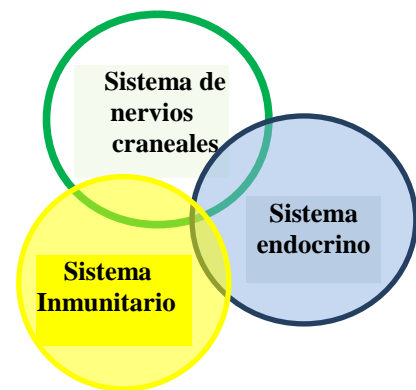 Sistema de
nervios
craneales
Sistema
endocrino
Sistema
Inmunitario